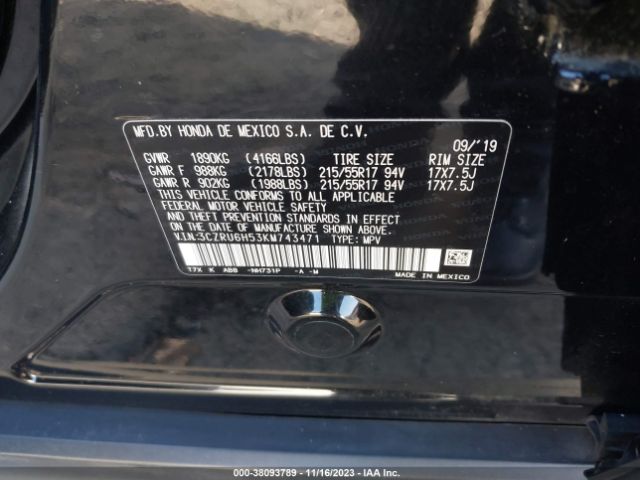 MFD.BY HONDA DE MEXICO S.A. DE C.V.
09/'19
GVWR 1890KG (4166LBS) TIRE SIZE RIM SIZE
GAWR F 988KG (2178LBS) 215/55R17 94V 17X7.5J
GAWR R 902KG (1988LBS) 215/55R17 94V 17X7.5J
THIS VEHICLE CONFORMS TO ALL APPLICABLE
FEDERAL MOTOR VEHICLE SAFETY
AND THEFT PREVENTION STANDARDS IN EFFECT
ON THE DATE OF MANUFACTURE SHOWN ABOVE.
V.I.N:3CZRU6H53KM743471 TYPE: MPV
T7X K ABB -NH731P -A -W
MADE IN MEXICO
000-38093789 - 11/16/2023 - IAA Inc.